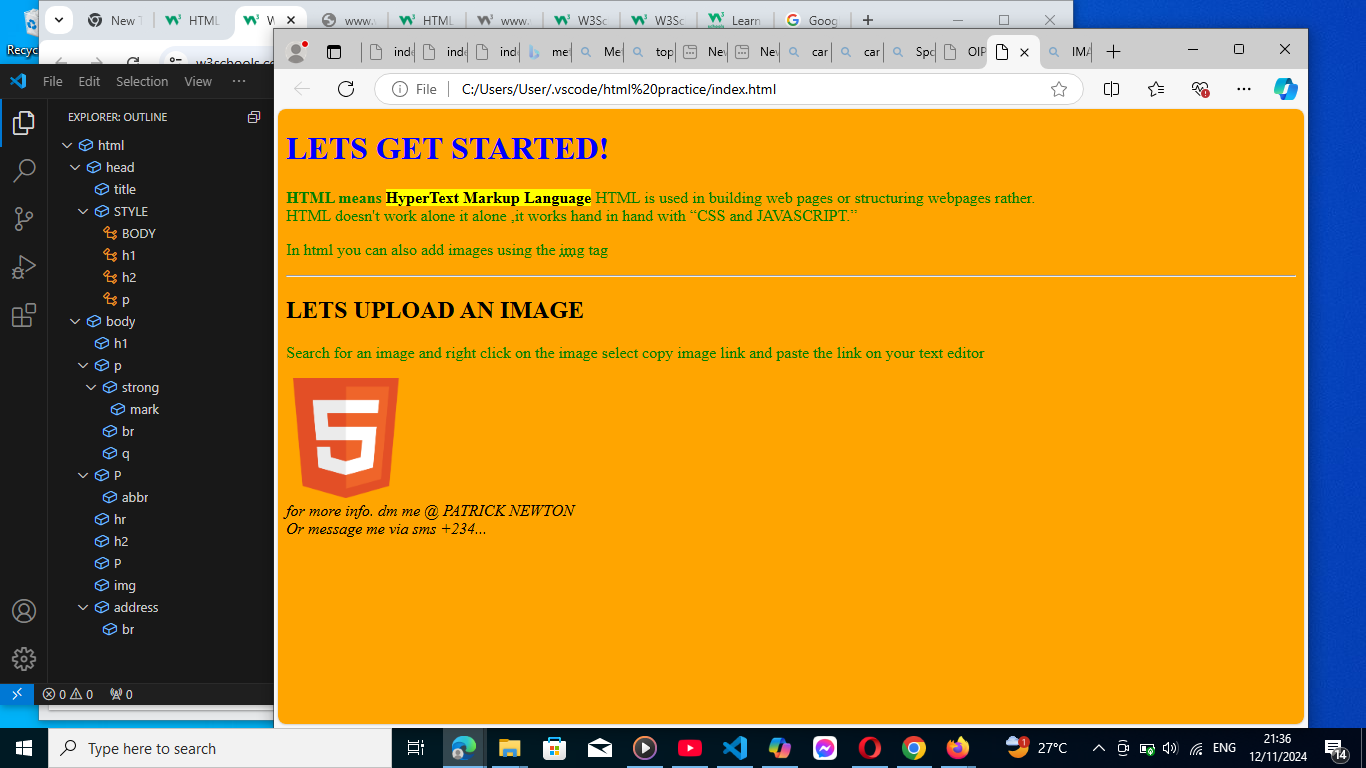 Recyc
New T
HTML
W
www.
HTML
www.
W3Sc
W3Sc
Learn
Goog
w3schools.co
inde
inde
inde
me
Me
top
Nev
Nev
car
car
Spo
OIP
IMA
File
C:/Users/User/.vscode/html%20practice/index.html
File Edit Selection View ···
EXPLORER: OUTLINE
html
head
title
STYLE
BODY
h1
h2
p
body
h1
p
strong
mark
br
q
P
abbr
hr
h2
P
img
address
br
0 0 0
LETS GET STARTED!
HTML means HyperText Markup Language HTML is used in building web pages or structuring webpages rather.
HTML doesn't work alone it alone ,it works hand in hand with “CSS and JAVASCRIPT.”
In html you can also add images using the img tag
LETS UPLOAD AN IMAGE
Search for an image and right click on the image select copy image link and paste the link on your text editor
5
for more info. dm me @ PATRICK NEWTON
Or message me via sms +234...
Type here to search
1
27°C
ENG
21:36
12/11/2024
14